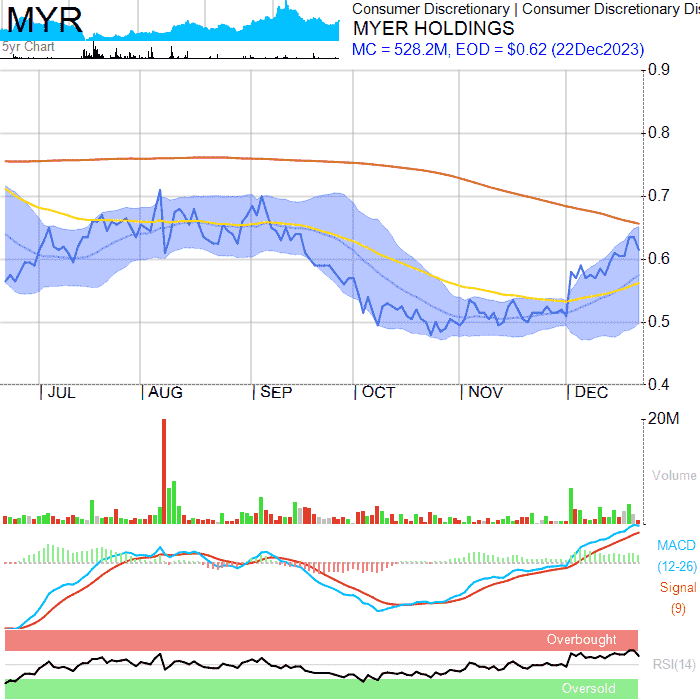 MYR
5yr Chart
Consumer Discretionary | Consumer Discretionary Dis
MYER HOLDINGS
MC = 528.2M, EOD = $0.62 (22Dec2023)
0.9
0.8
0.7
0.6
0.5
0.4
| JUL | AUG | SEP | OCT | NOV | DEC
20M
Volume
MACD
(12-26)
Signal
(9)
Overbought
RSI(14)
Oversold